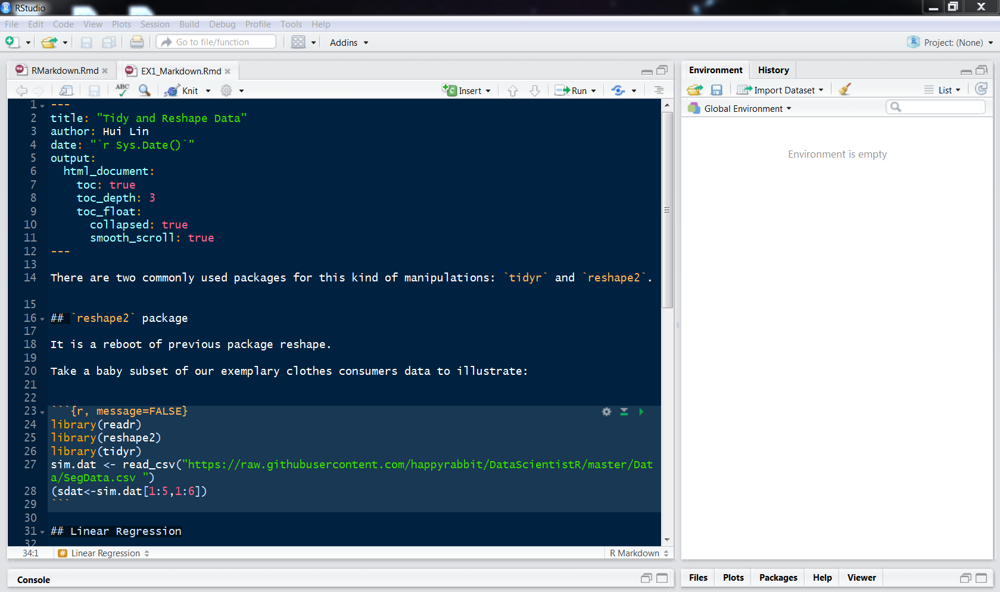 RStudio
File Edit Code View Plots Session Build Debug Profile Tools Help
Go to file/function Addins Project: (None)
RMarkdown.Rmd EX1_Markdown.Rmd
ABC Knit Insert Run
1 ---
2 title: "Tidy and Reshape Data"
3 author: Hui Lin
4 date: "`r Sys.Date()`"
5 output:
6 html_document:
7 toc: true
8 toc_depth: 3
9 toc_float:
10 collapsed: true
11 smooth_scroll: true
12 ---
13
14 There are two commonly used packages for this kind of manipulations: `tidyr` and `reshape2`.
15
16 ## `reshape2` package
17
18 It is a reboot of previous package reshape.
19
20 Take a baby subset of our exemplary clothes consumers data to illustrate:
21
22
23 ```{r, message=FALSE}
24 library(readr)
25 library(reshape2)
26 library(tidyr)
27 sim.dat <- read_csv("https://raw.githubusercontent.com/happyrabbit/DataScientistR/master/Dat
a/SegData.csv ")
28 (sdat<-sim.dat[1:5,1:6])
29 ```
30
31 ## Linear Regression
32
34:1 # Linear Regression R Markdown
Console
Environment History
Import Dataset List
Global Environment
Environment is empty
Files Plots Packages Help Viewer